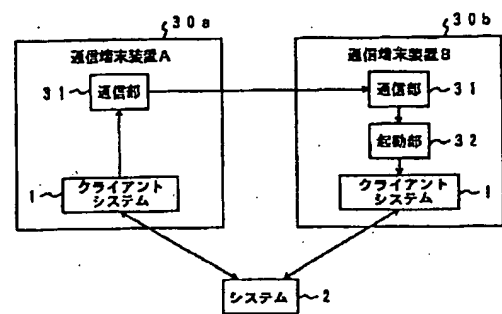 30a
30b
通信端末装置A
通信端末装置B
31 通信部
通信部 31
起動部 32
1 クライアント
システム
クライアント
システム 1
システム 2